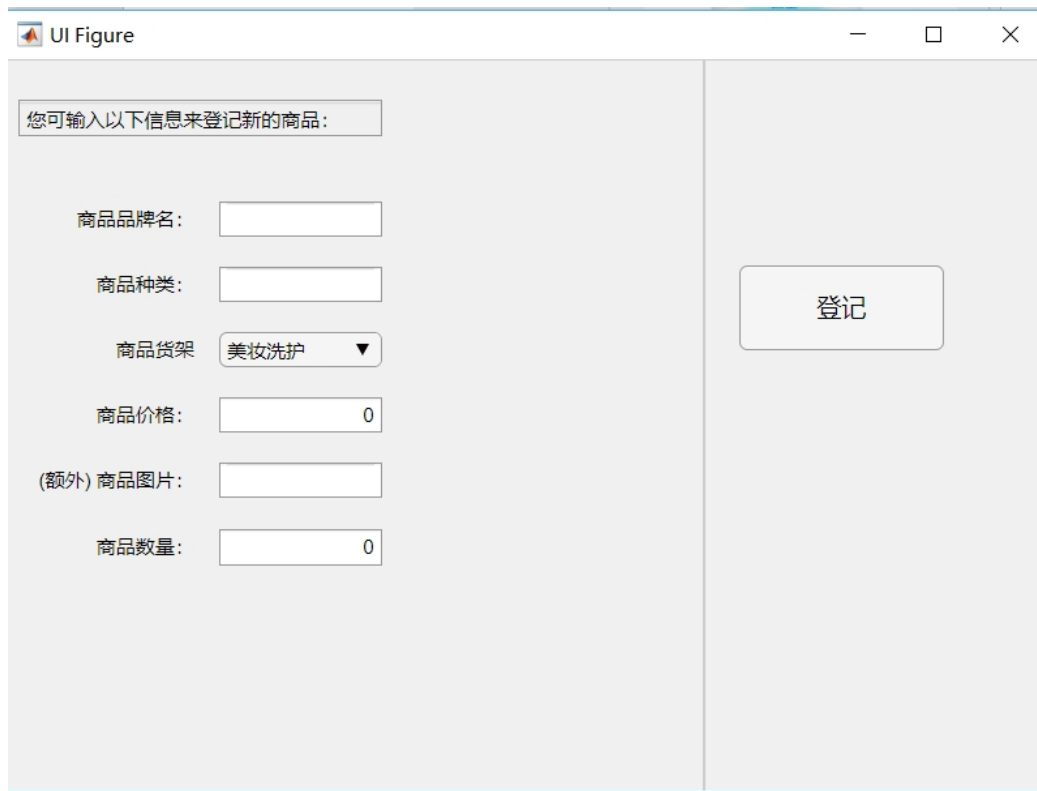 UI Figure
您可输入以下信息来登记新的商品：
商品品牌名：
商品种类：
商品货架 美妆洗护
商品价格： 0
(额外) 商品图片：
商品数量： 0
登记